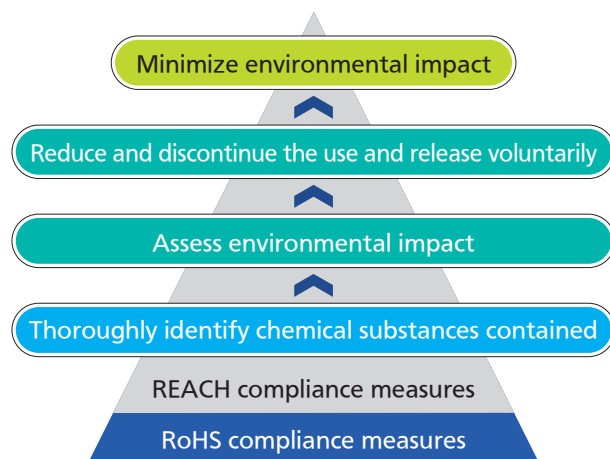 Minimize environmental impact
Reduce and discontinue the use and release voluntarily
Assess environmental impact
Thoroughly identify chemical substances contained
REACH compliance measures
RoHS compliance measures